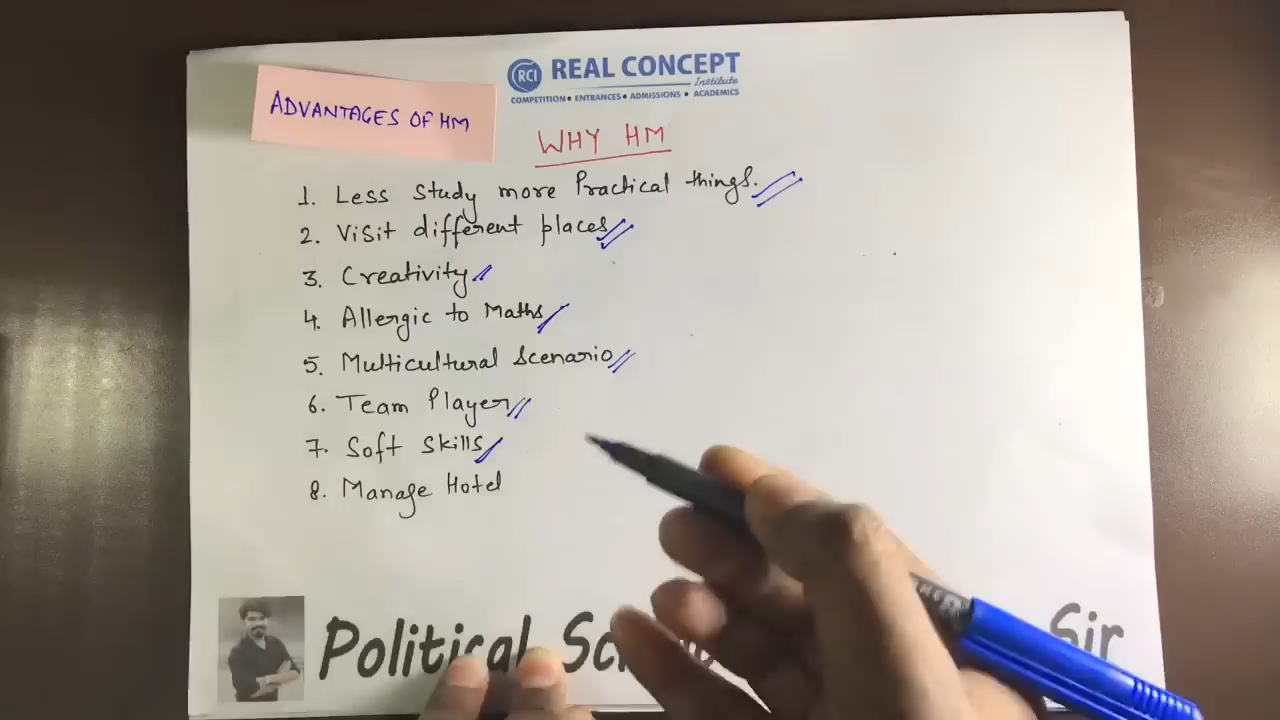 RCI REAL CONCEPT
Institute
COMPETITION • ENTRANCES • ADMISSIONS • ACADEMICS
ADVANTAGES OF HM
WHY HM
1. Less Study more Practical things.
2. Visit different places
3. Creativity
4. Allergic to Maths
5. Multicultural Scenario
6. Team Player
7. Soft Skills
8. Manage Hotel
Political Sir